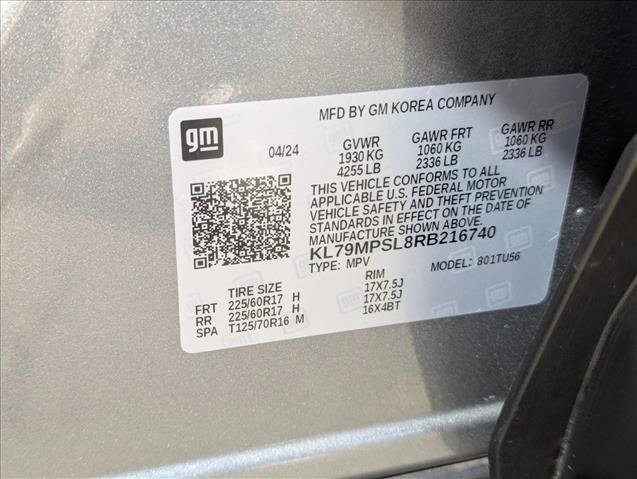 MFD BY GM KOREA COMPANY
gm
04/24
GVWR GAWR FRT GAWR RR
1930 KG 1060 KG 1060 KG
4255 LB 2336 LB 2336 LB
THIS VEHICLE CONFORMS TO ALL
APPLICABLE U.S. FEDERAL MOTOR
VEHICLE SAFETY AND THEFT PREVENTION
STANDARDS IN EFFECT ON THE DATE OF
MANUFACTURE SHOWN ABOVE.
KL79MPSL8RB216740
TYPE: MPV MODEL: 801TU56
TIRE SIZE RIM
FRT 225/60R17 H 17X7.5J
RR 225/60R17 H 17X7.5J
SPA T125/70R16 M 16X4BT